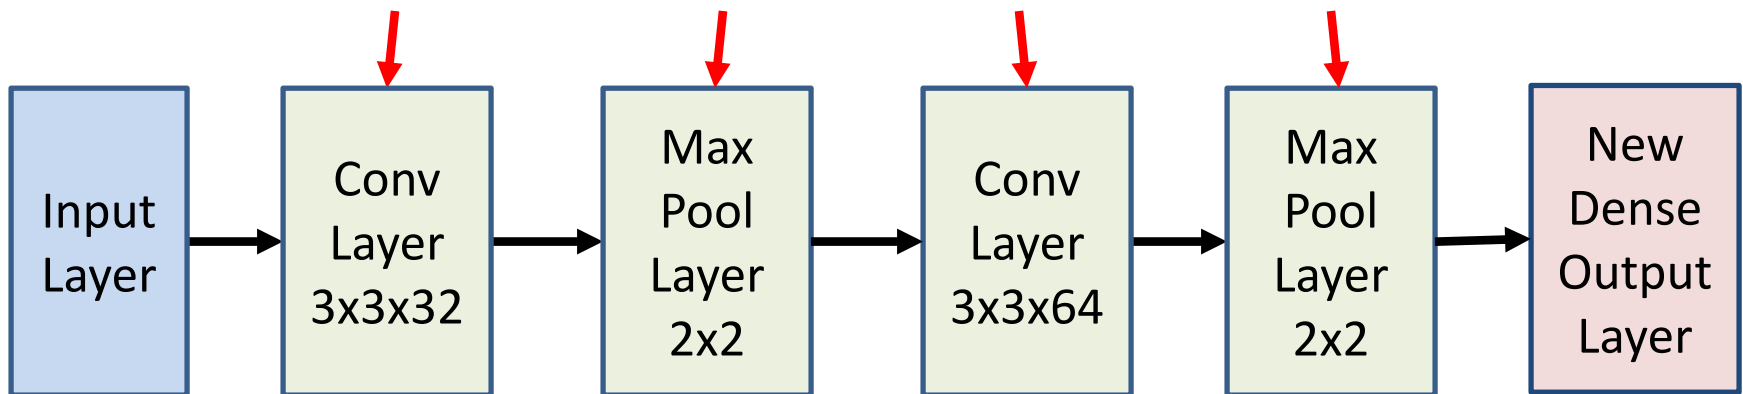 Input
Layer
Conv
Layer
3x3x32
Max
Pool
Layer
2x2
Conv
Layer
3x3x64
Max
Pool
Layer
2x2
New
Dense
Output
Layer